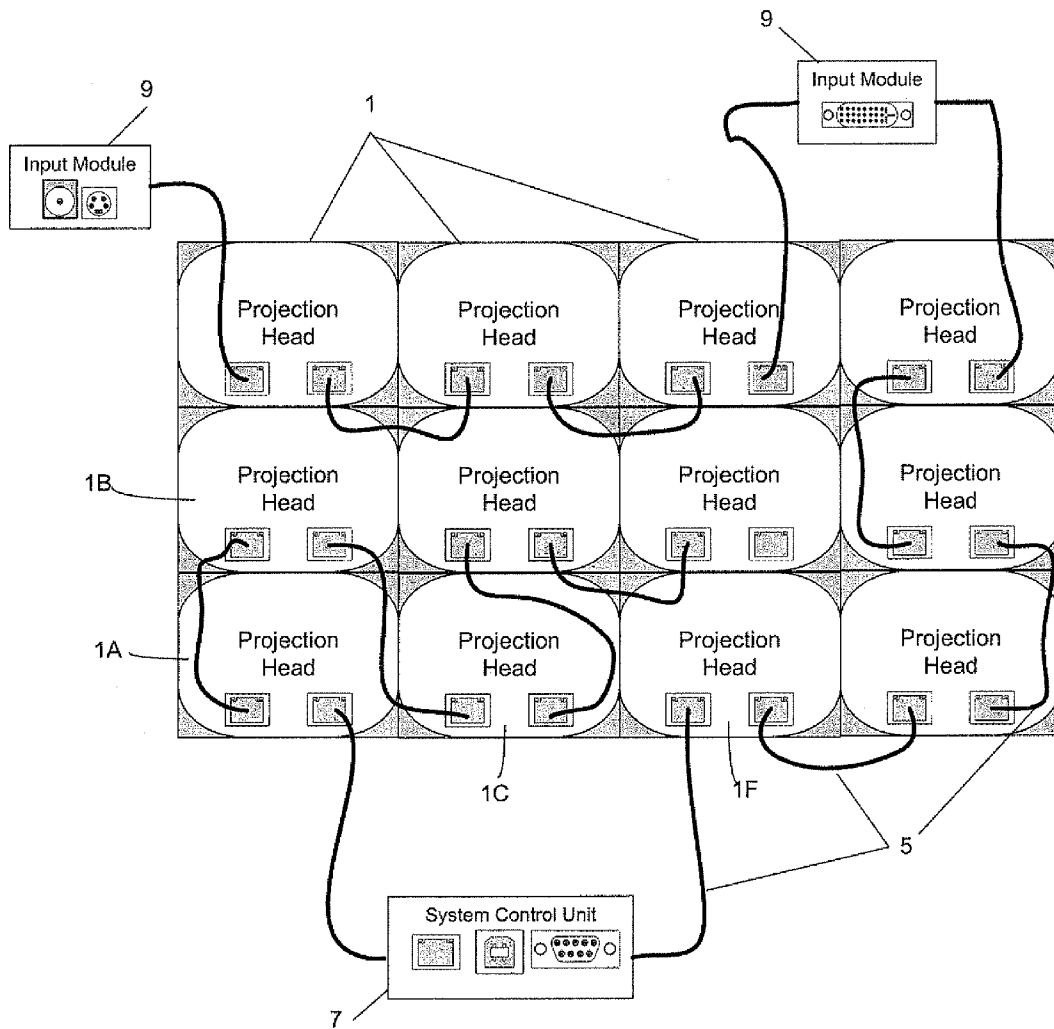 9
Input Module
1
9
Input Module
Projection
Head
Projection
Head
Projection
Head
Projection
Head
1B
Projection
Head
Projection
Head
Projection
Head
Projection
Head
1A
Projection
Head
Projection
Head
Projection
Head
Projection
Head
1C
1F
5
System Control Unit
7